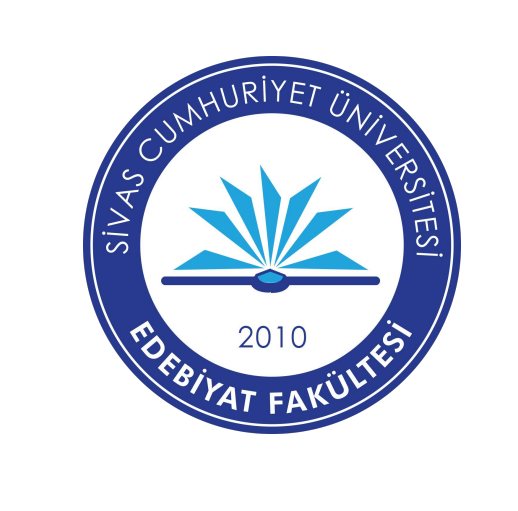 SİVAS CUMHURİYET ÜNİVERSİTESİ
2010
EDEBİYAT FAKÜLTESİ